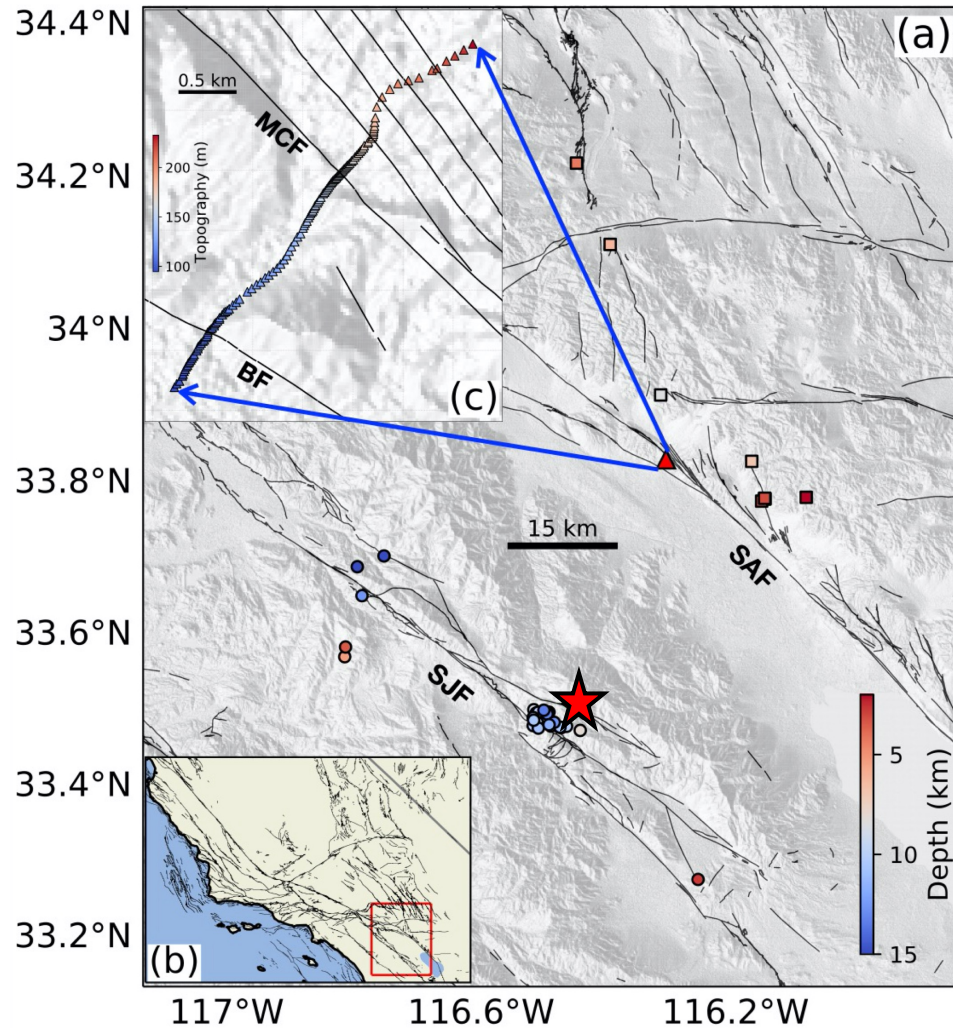 34.4°N
34.2°N
34°N
33.8°N
33.6°N
33.4°N
33.2°N
117°W
116.6°W
116.2°W
(a)
0.5 km
MCF
200
150
100
Topography (m)
BF
(c)
15 km
SAF
SJF
5
10
15
Depth (km)
(b)